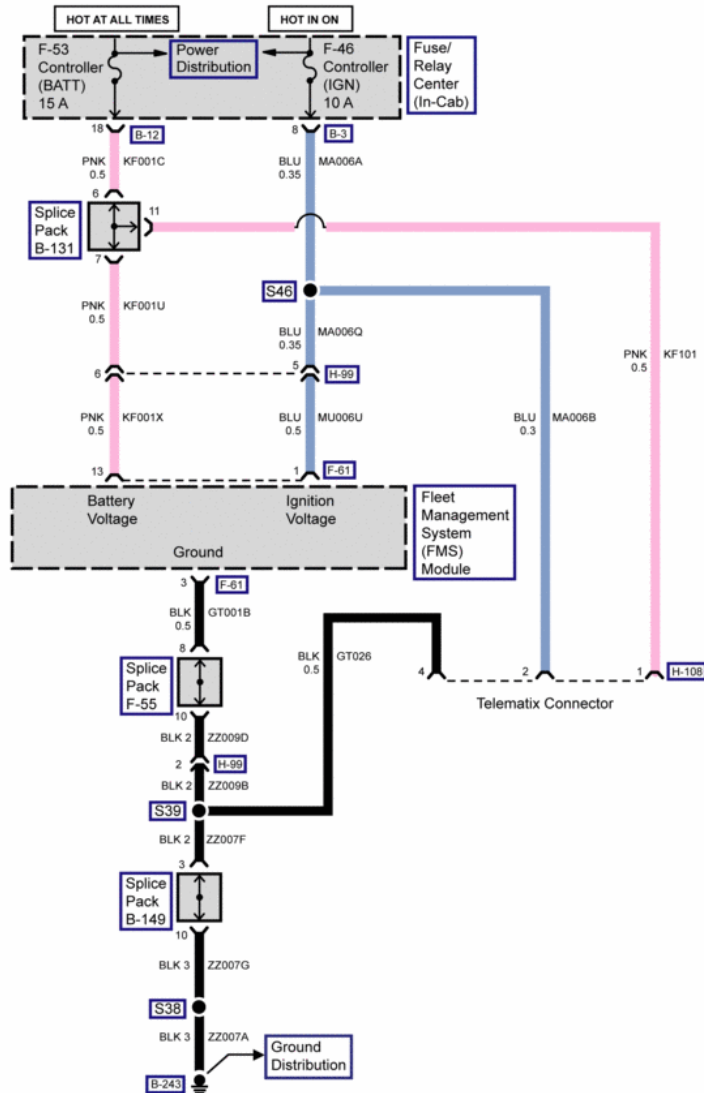 HOT AT ALL TIMES
HOT IN ON
F-53
Controller
(BATT)
15 A
Power
Distribution
F-46
Controller
(IGN)
10 A
Fuse/
Relay
Center
(In-Cab)
18
B-12
8
B-3
PNK
0.5
KF001C
BLU
0.35
MA006A
6
Splice
Pack
B-131
11
7
S46
PNK
0.5
KF001U
BLU
0.35
MA006Q
PNK
0.5
KF101
6
5
H-99
PNK
0.5
KF001X
BLU
0.5
MU006U
BLU
0.3
MA006B
13
1
F-61
Battery
Voltage
Ignition
Voltage
Ground
Fleet
Management
System
(FMS)
Module
3
F-61
BLK
0.5
GT001B
8
BLK
0.5
GT026
4
2
1
H-108
Telematix Connector
Splice
Pack
F-55
10
BLK 2
ZZ009D
2
H-99
BLK 2
ZZ009B
S39
BLK 2
ZZ007F
3
Splice
Pack
B-149
10
BLK 3
ZZ007G
S38
BLK 3
ZZ007A
Ground
Distribution
B-243